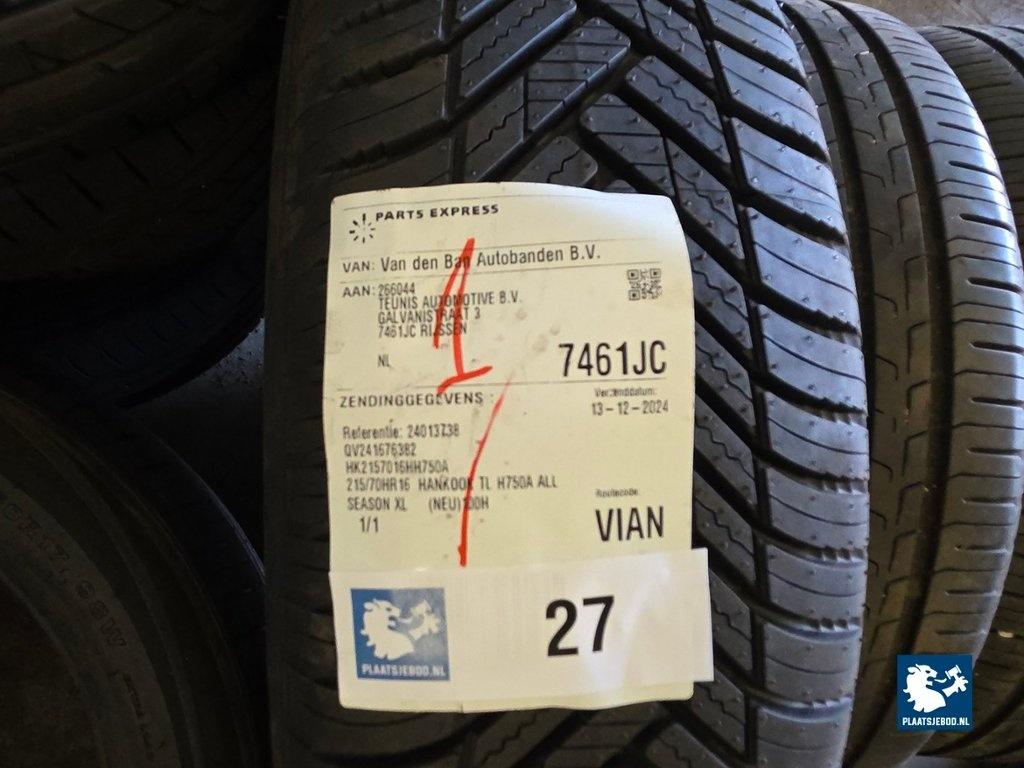 PARTS EXPRESS
VAN: Van den Ban Autobanden B.V.
AAN: 266044
TEUNIS AUTOMOTIVE B.V.
GALVANISTRAAT 3
7461JC RIJSSEN
NL
7461JC
ZENDINGGEGEVENS :
Verzenddatum:
13-12-2024
Referentie: 24013738
OV241676382
HK2157016HH750A
215/70HR16 HANKOOK TL H750A ALL
SEASON XL (NEU)100H
1/1
Routecode:
VIAN
1
PLAATSJEBOD.NL
27
PLAATSJEBOD.NL